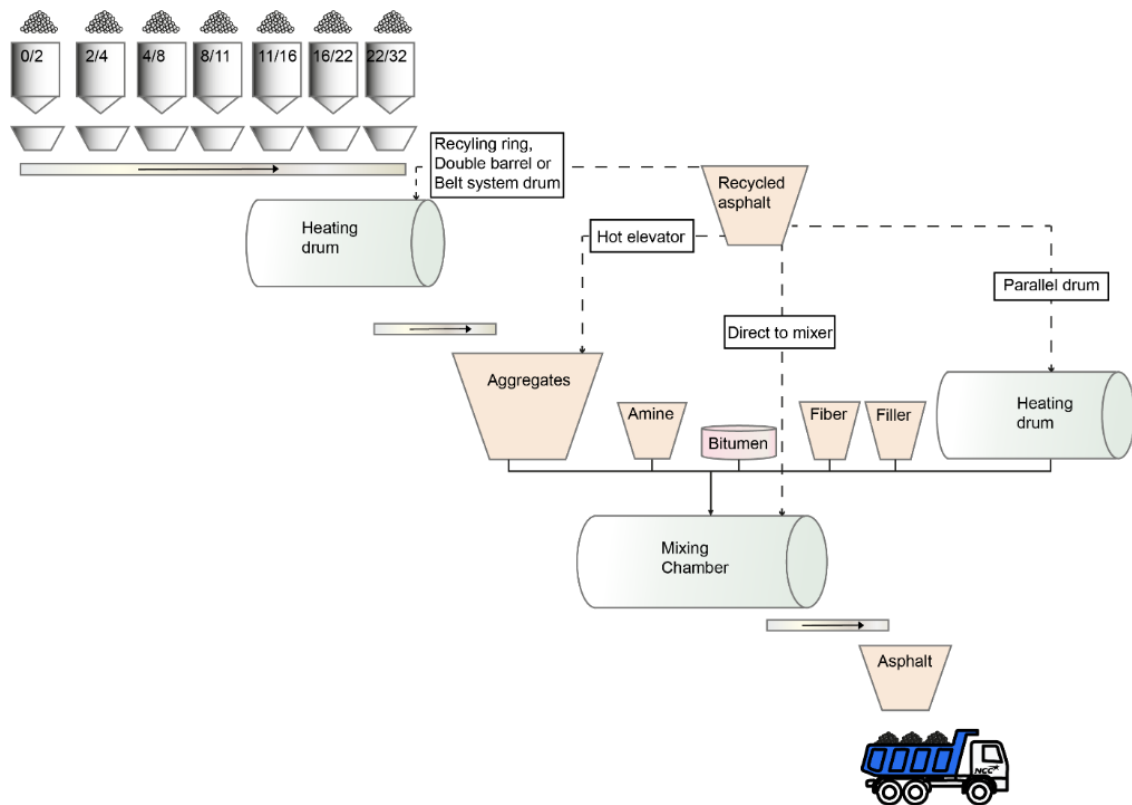 0/2
2/4
4/8
8/11
11/16
16/22
22/32
Recyling ring,
Double barrel or
Belt system drum
Recycled
asphalt
Heating
drum
Hot elevator
Parallel drum
Direct to mixer
Aggregates
Amine
Bitumen
Fiber
Filler
Heating
drum
Mixing
Chamber
Asphalt
NCC